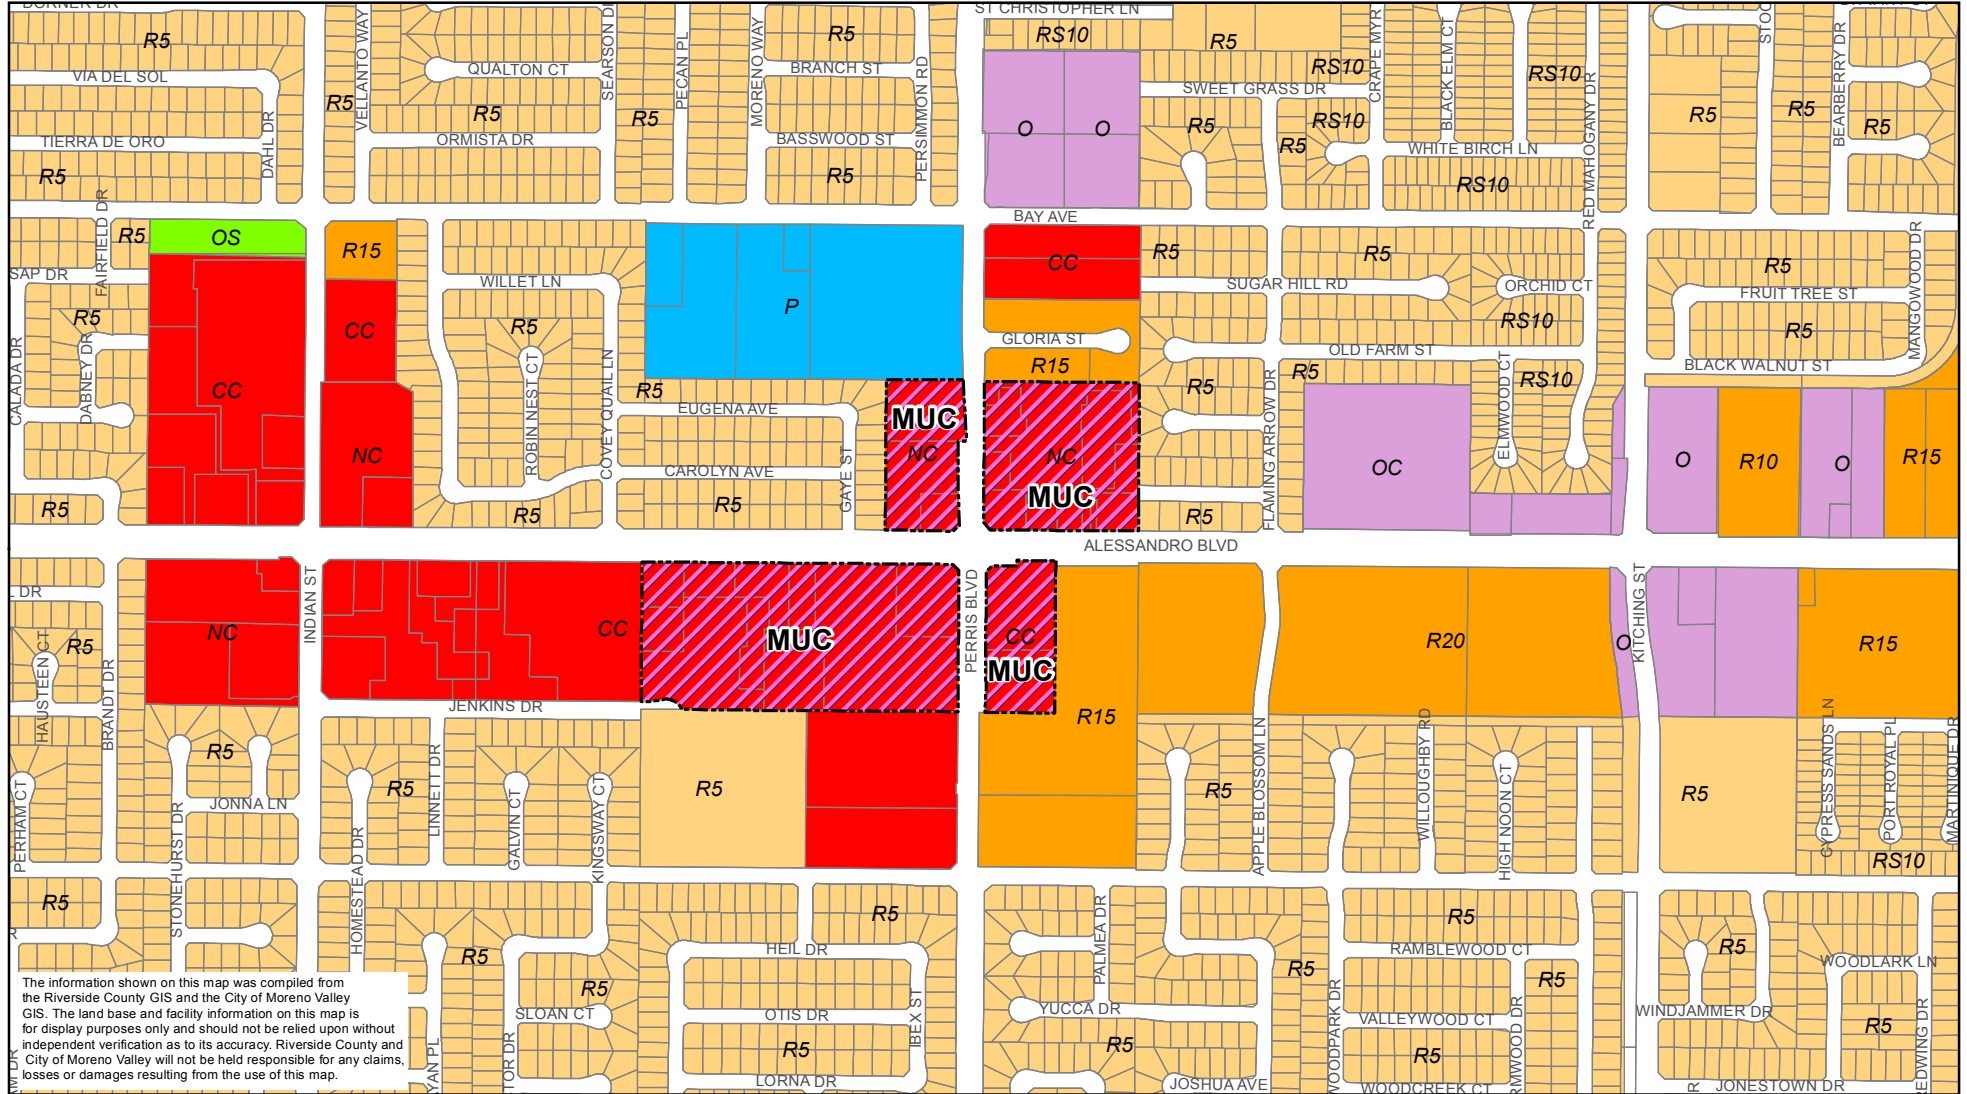 ST CHRISTOPHER LN
R5
VIA DEL SOL
TIERRA DE ORO
R5
DAHL DR
R5
VELLANTO WAY
QUALTON CT
R5
ORMISTA DR
SEARSON DR
R5
PECAN PL
MORENO WAY
R5
BRANCH ST
BASSWOOD ST
R5
PERSIMMON RD
RS10
R5
RS10
SWEET GRASS DR
O
O
R5
RS10
R5
CRAPE MYR
BLACK ELM CT
RS10
WHITE BIRCH LN
RS10
RED MAHOGANY DR
R5
R5
BEARBERRY DR
R5
BAY AVE
FAIRFIELD DR
R5
OS
R15
SAP DR
R5
CALADA DR
DABNEY DR
CC
CC
NC
R5
WILLET LN
R5
ROBIN NEST CT
COVEY QUAIL LN
R5
P
R5
EUGENA AVE
CAROLYN AVE
R5
GAYE ST
MUC
NC
CC
GLORIA ST
R15
NC
MUC
R5
SUGAR HILL RD
R5
ORCHID CT
RS10
OLD FARM ST
R5
R5
RS10
ELMWOOD CT
FLAMING ARROW DR
OC
R5
R5
FRUIT TREE ST
R5
MANGOWOOD DR
BLACK WALNUT ST
O
R10
O
R15
ALESSANDRO BLVD
L DR
R5
HAUSTEEN CT
BRANDT DR
NC
INDIAN ST
CC
MUC
PERRIS BLVD
CC
MUC
R15
R20
O
KITCHING ST
R15
JENKINS DR
R5
JONNA LN
PERHAM CT
STONEHURST DR
R5
LINNETT DR
HOMESTEAD DR
GALVIN CT
KINGSWAY CT
R5
R5
APPLE BLOSSOM LN
WILLOUGHBY RD
HIGH NOON CT
R5
CYPRESS SANDS LN
PORT ROYAL PL
MARTINIQUE DR
RS10
R5
R5
R5
SLOAN CT
R5
HEIL DR
OTIS DR
R5
LORNA DR
IBEX ST
PALMEA DR
YUCCA DR
R5
JOSHUA AVE
R5
WOODPARK DR
R5
RAMBLEWOOD CT
VALLEYWOOD CT
R5
WOODCREEK CT
R5
RMWOOD DR
R5
WOODLARK LN
WINDJAMMER DR
R5
JONESTOWN DR
EDWING DR
YAN PL
TOR DR
The information shown on this map was compiled from
the Riverside County GIS and the City of Moreno Valley
GIS. The land base and facility information on this map is
for display purposes only and should not be relied upon without
independent verification as to its accuracy. Riverside County and
City of Moreno Valley will not be held responsible for any claims,
losses or damages resulting from the use of this map.